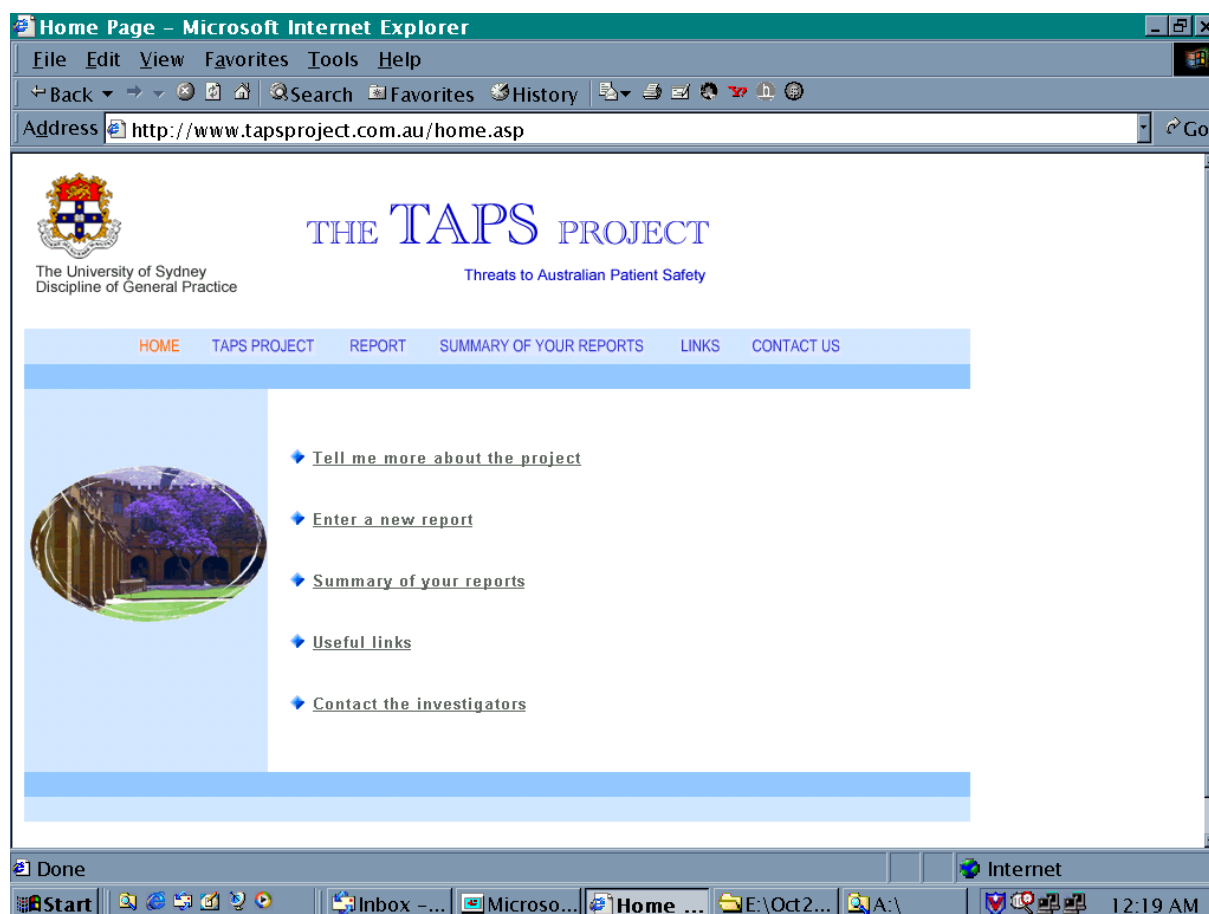 Home Page – Microsoft Internet Explorer
File Edit View Favorites Tools Help
Back Search Favorites History
Address http://www.tapsproject.com.au/home.asp Go
THE TAPS PROJECT
The University of Sydney
Discipline of General Practice
Threats to Australian Patient Safety
HOME TAPS PROJECT REPORT SUMMARY OF YOUR REPORTS LINKS CONTACT US
Tell me more about the project
Enter a new report
Summary of your reports
Useful links
Contact the investigators
Done Internet
Start Inbox –... Microso... Home ... E:\Oct2... A:\ 12:19 AM